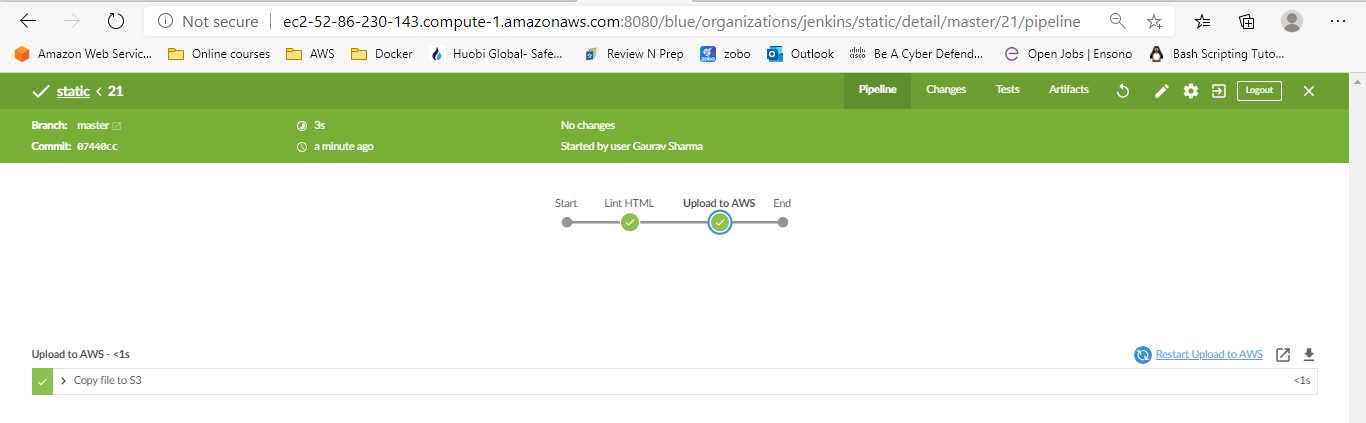 Not secure ec2-52-86-230-143.compute-1.amazonaws.com:8080/blue/organizations/jenkins/static/detail/master/21/pipeline
Amazon Web Servic... Online courses AWS Docker Huobi Global- Safe... Review N Prep zobo Outlook Be A Cyber Defend... Open Jobs | Ensono Bash Scripting Tuto...
static < 21 Pipeline Changes Tests Artifacts Logout
Branch: master 3s No changes
Commit: 07440cc a minute ago Started by user Gaurav Sharma
Start Lint HTML Upload to AWS End
Upload to AWS - <1s Restart Upload to AWS
Copy file to S3 <1s